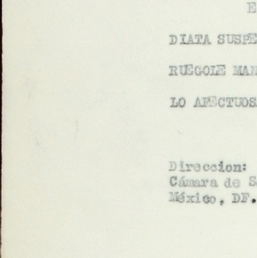 E
DIATA SUSPE
RUEGOLE MAN
LO AFECTUOS
Direccion:
Cámara de S
México, DF.